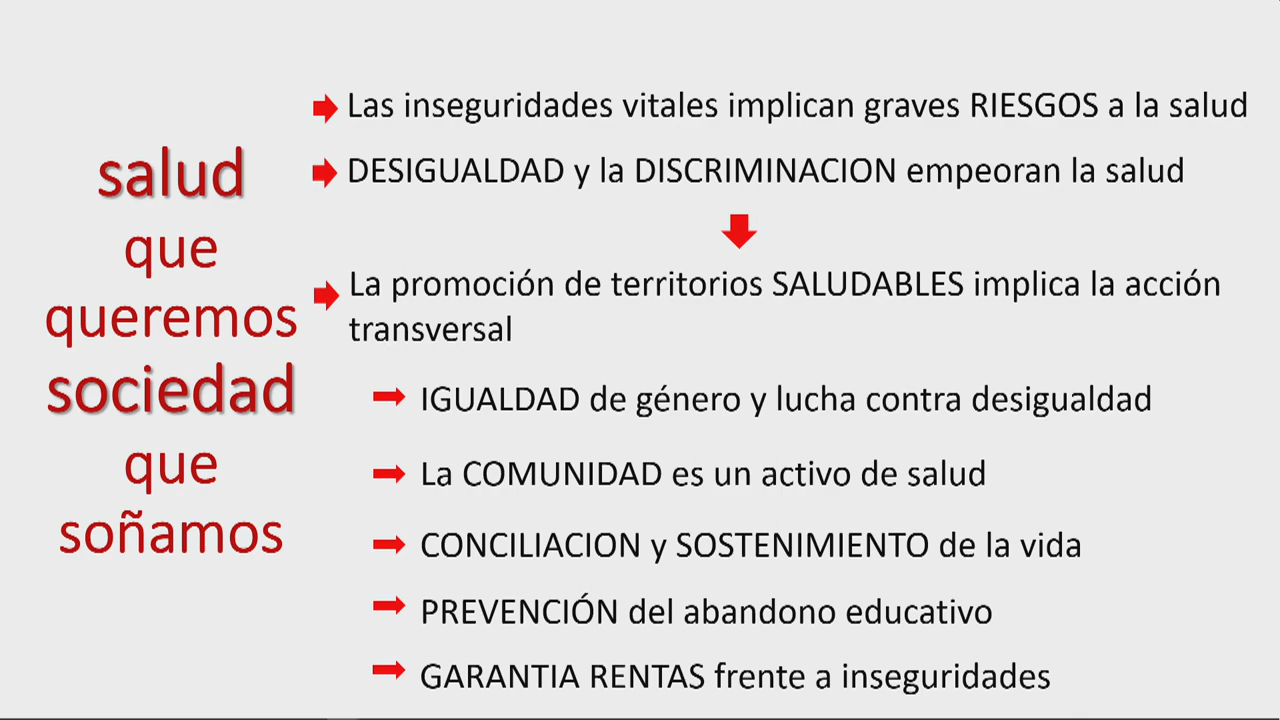 salud
que
queremos
sociedad
que
soñamos
Las inseguridades vitales implican graves RIESGOS a la salud
DESIGUALDAD y la DISCRIMINACION empeoran la salud
La promoción de territorios SALUDABLES implica la acción
transversal
IGUALDAD de género y lucha contra desigualdad
La COMUNIDAD es un activo de salud
CONCILIACION y SOSTENIMIENTO de la vida
PREVENCIÓN del abandono educativo
GARANTIA RENTAS frente a inseguridades